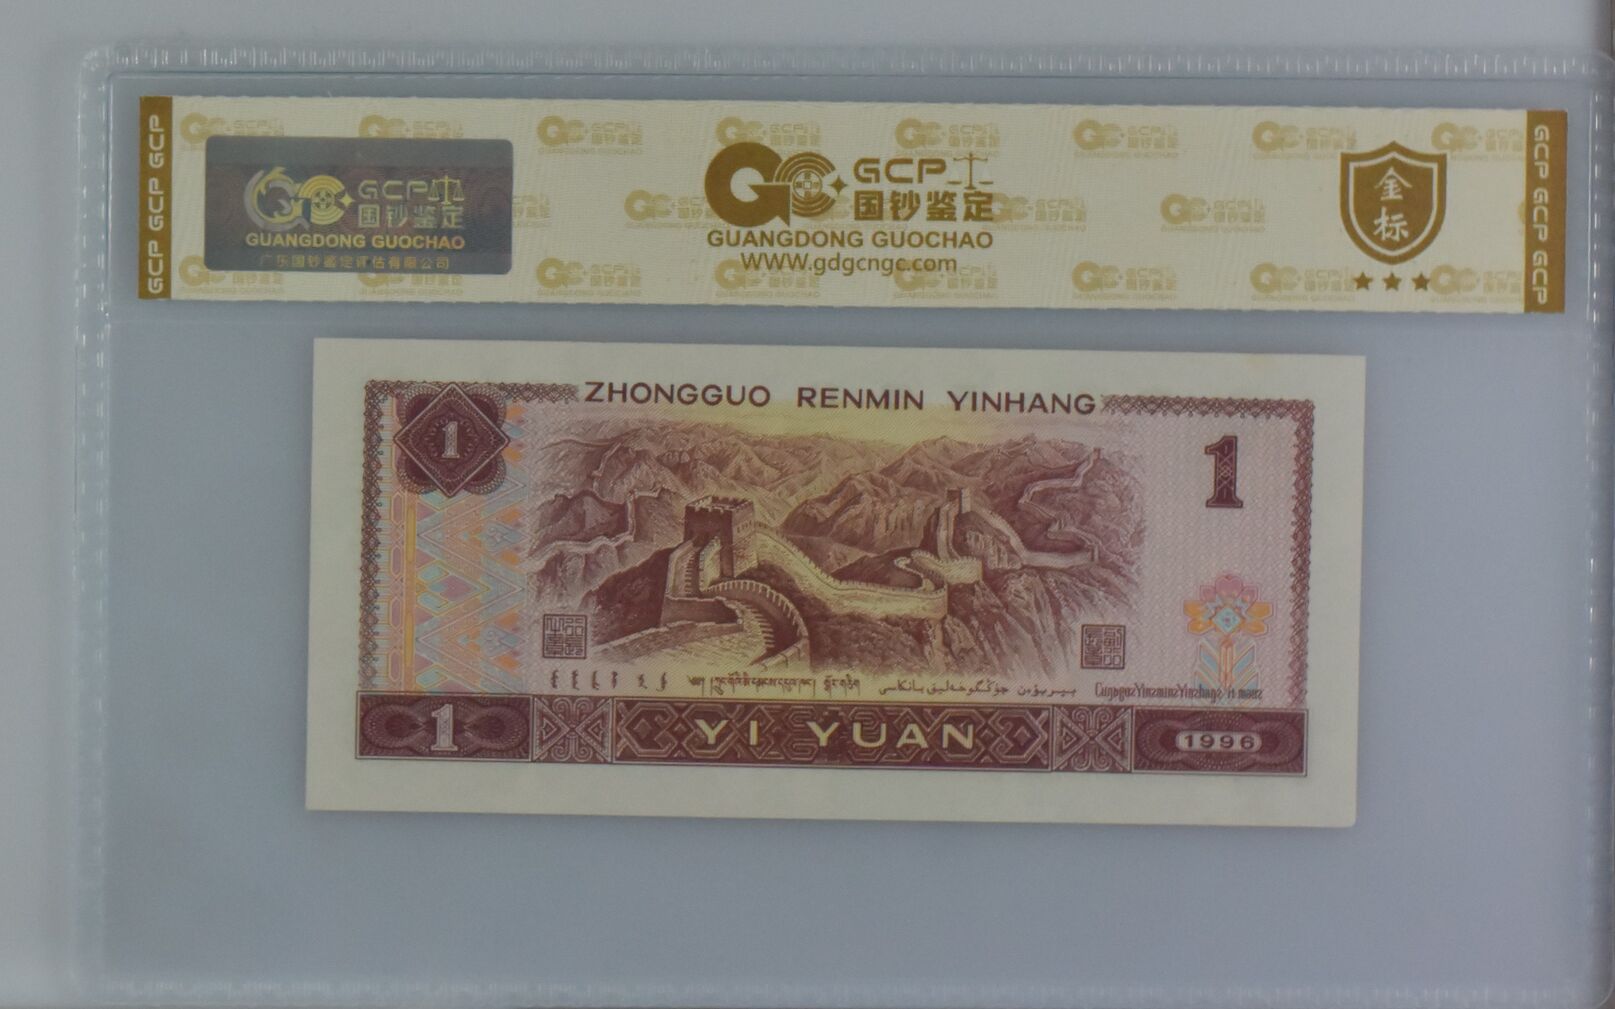 GCP GCP GCP
GCP
国钞鉴定
GUANGDONG GUOCHAO
广东国钞鉴定评估有限公司
GCP
国钞鉴定
GUANGDONG GUOCHAO
WWW.gdgcngc.com
金
标
GCP GCP GCP
ZHONGGUO RENMIN YINHANG
1
1
1
YI YUAN
1996